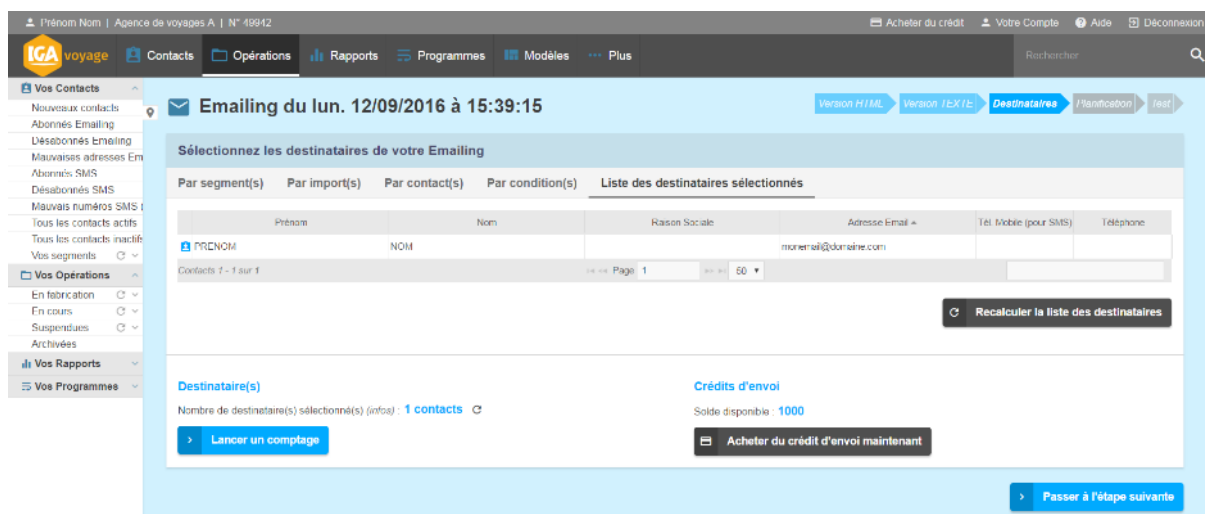 Prénom Nom | Agence de voyages A | N° 49942
Acheter du crédit Votre Compte Aide Déconnexion
IGA voyage Contacts Opérations Rapports Programmes Modèles Plus Rechercher
Vos Contacts
Nouveaux contacts
Abonnés Emailing
Désabonnés Emailing
Mauvaises adresses Em
Abonnés SMS
Désabonnés SMS
Mauvais numéros SMS
Tous les contacts actifs
Tous les contacts inactifs
Vos segments
Vos Opérations
En fabrication
En cours
Suspendues
Archivées
Vos Rapports
Vos Programmes
Emailing du lun. 12/09/2016 à 15:39:15
Version HTML Version TEXTE Destinataires Planification Test
Sélectionnez les destinataires de votre Emailing
Par segment(s) Par import(s) Par contact(s) Par condition(s) Liste des destinataires sélectionnés
Prénom Nom Raison Sociale Adresse Email Tél. Mobile (pour SMS) Téléphone
PRENOM NOM monemail@domaine.com
Contacts 1 - 1 sur 1 Page 1 50
Recalculer la liste des destinataires
Destinataire(s)
Nombre de destinataire(s) sélectionné(s) (infos) : 1 contacts
Lancer un comptage
Crédits d'envoi
Solde disponible : 1000
Acheter du crédit d'envoi maintenant
Passer à l'étape suivante